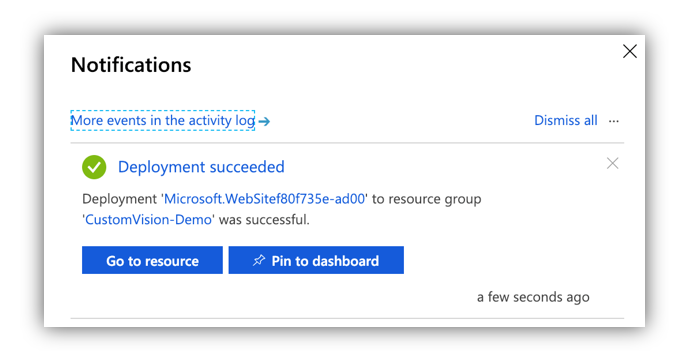 Notifications
More events in the activity log →
Dismiss all ...
Deployment succeeded
Deployment 'Microsoft.WebSitef80f735e-ad00' to resource group
'CustomVision-Demo' was successful.
Go to resource
Pin to dashboard
a few seconds ago